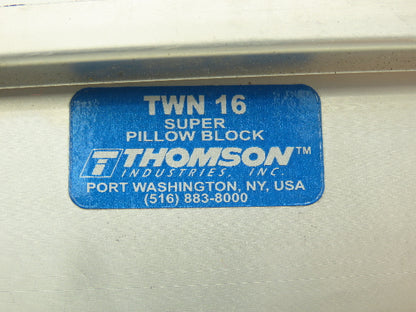 TWN 16
SUPER
PILLOW BLOCK
THOMSON™
INDUSTRIES, INC.
PORT WASHINGTON, NY, USA
(516) 883-8000